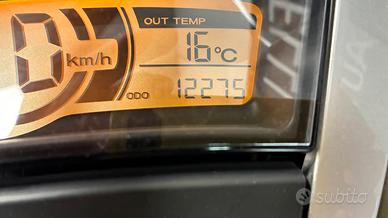 OUT TEMP
16°C
0 km/h
ODO 12275
subito